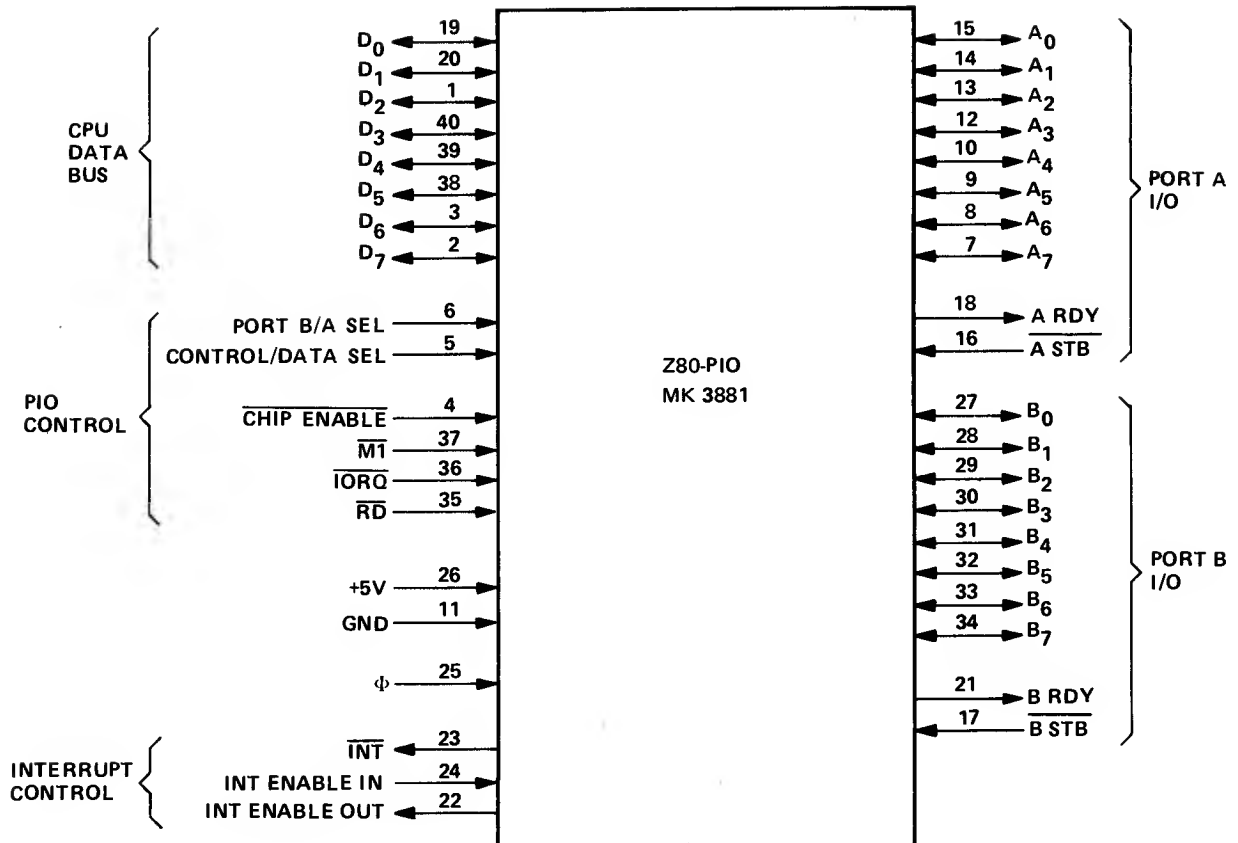 CPU
DATA
BUS
D0 19
D1 20
D2 1
D3 40
D4 39
D5 38
D6 3
D7 2
PIO
CONTROL
PORT B/A SEL 6
CONTROL/DATA SEL 5
CHIP ENABLE 4
M1 37
IORQ 36
RD 35
+5V 26
GND 11
Φ 25
INTERRUPT
CONTROL
INT 23
INT ENABLE IN 24
INT ENABLE OUT 22
Z80-PIO
MK 3881
15 A0
14 A1
13 A2
12 A3
10 A4
9 A5
8 A6
7 A7
18 A RDY
16 A STB
PORT A
I/O
27 B0
28 B1
29 B2
30 B3
31 B4
32 B5
33 B6
34 B7
21 B RDY
17 B STB
PORT B
I/O